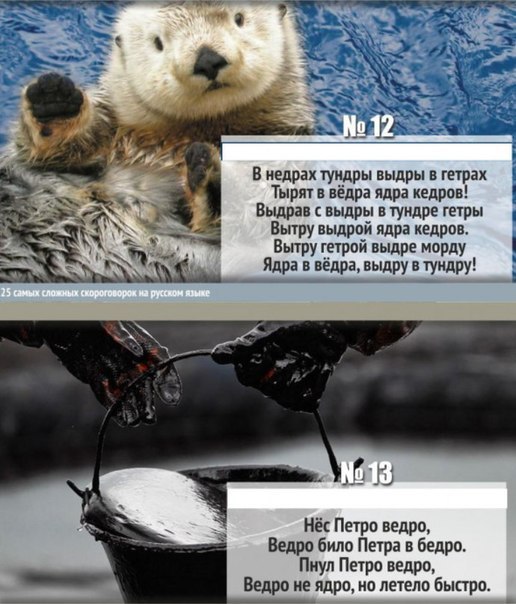 № 12
В недрах тундры выдры в гетрах
Тырят в вёдра ядра кедров!
Выдрав с выдры в тундре гетры
Вытру выдрой ядра кедров.
Вытру гетрой выдре морду
Ядра в вёдра, выдру в тундру!
25 самых сложных скороговорок на русском языке
№ 13
Нёс Петро ведро,
Ведро било Петра в бедро.
Пнул Петро ведро,
Ведро не ядро, но летело быстро.